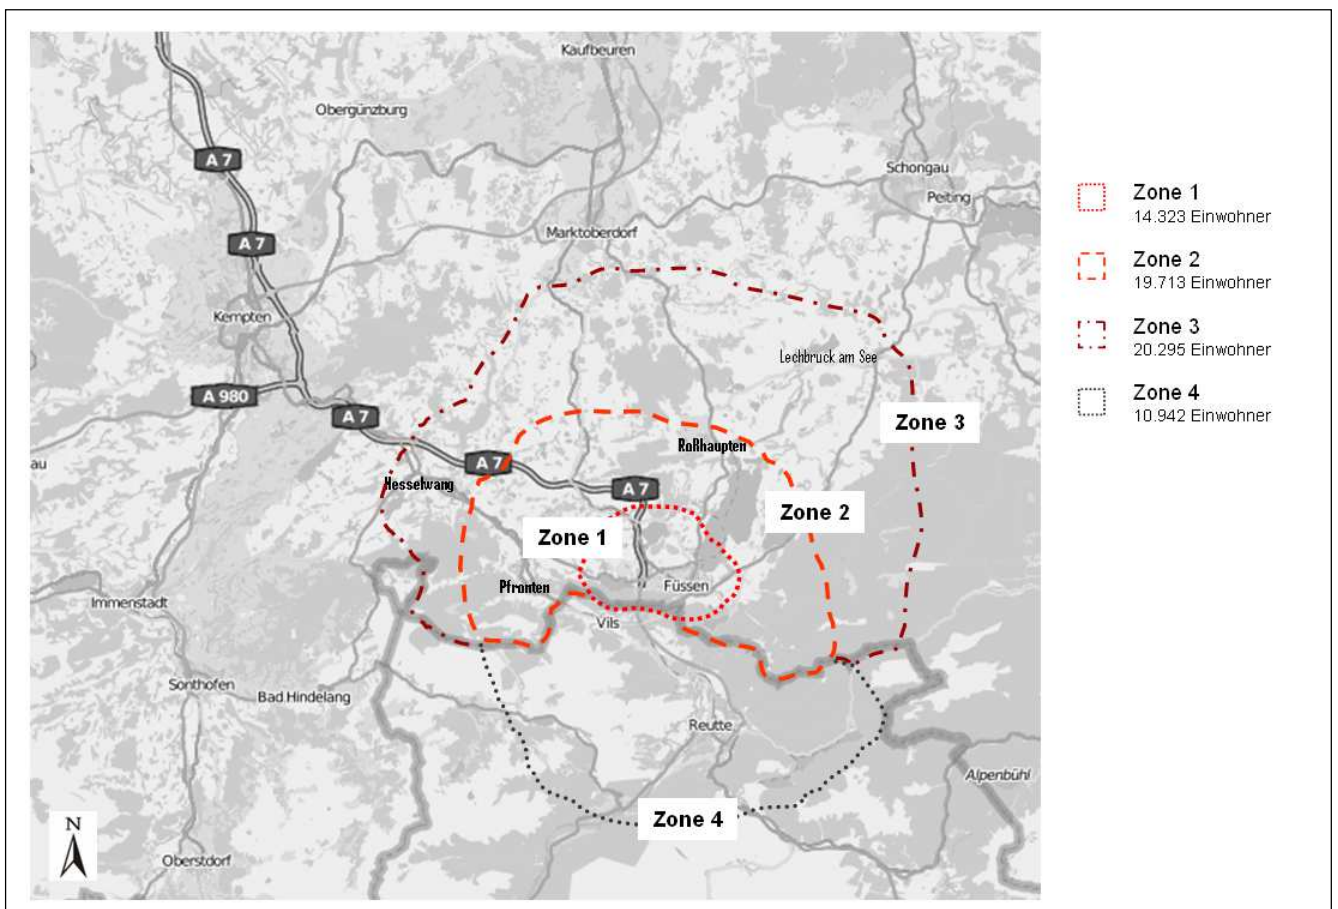 Kaufbeuren
Obergünzburg
A 7
Schongau
Peiting
A 7
Marktoberdorf
Kempten
Lechbruck am See
A 980
A 7
Zone 3
Roßhaupten
au
A 7
Hesselwang
A 7
Zone 2
Zone 1
Pfronten
Füssen
Immenstadt
Vils
Sonthofen
Bad Hindelang
Reutte
Alpenbühl
Zone 4
N
Oberstdorf
Zone 1
14.323 Einwohner
Zone 2
19.713 Einwohner
Zone 3
20.295 Einwohner
Zone 4
10.942 Einwohner